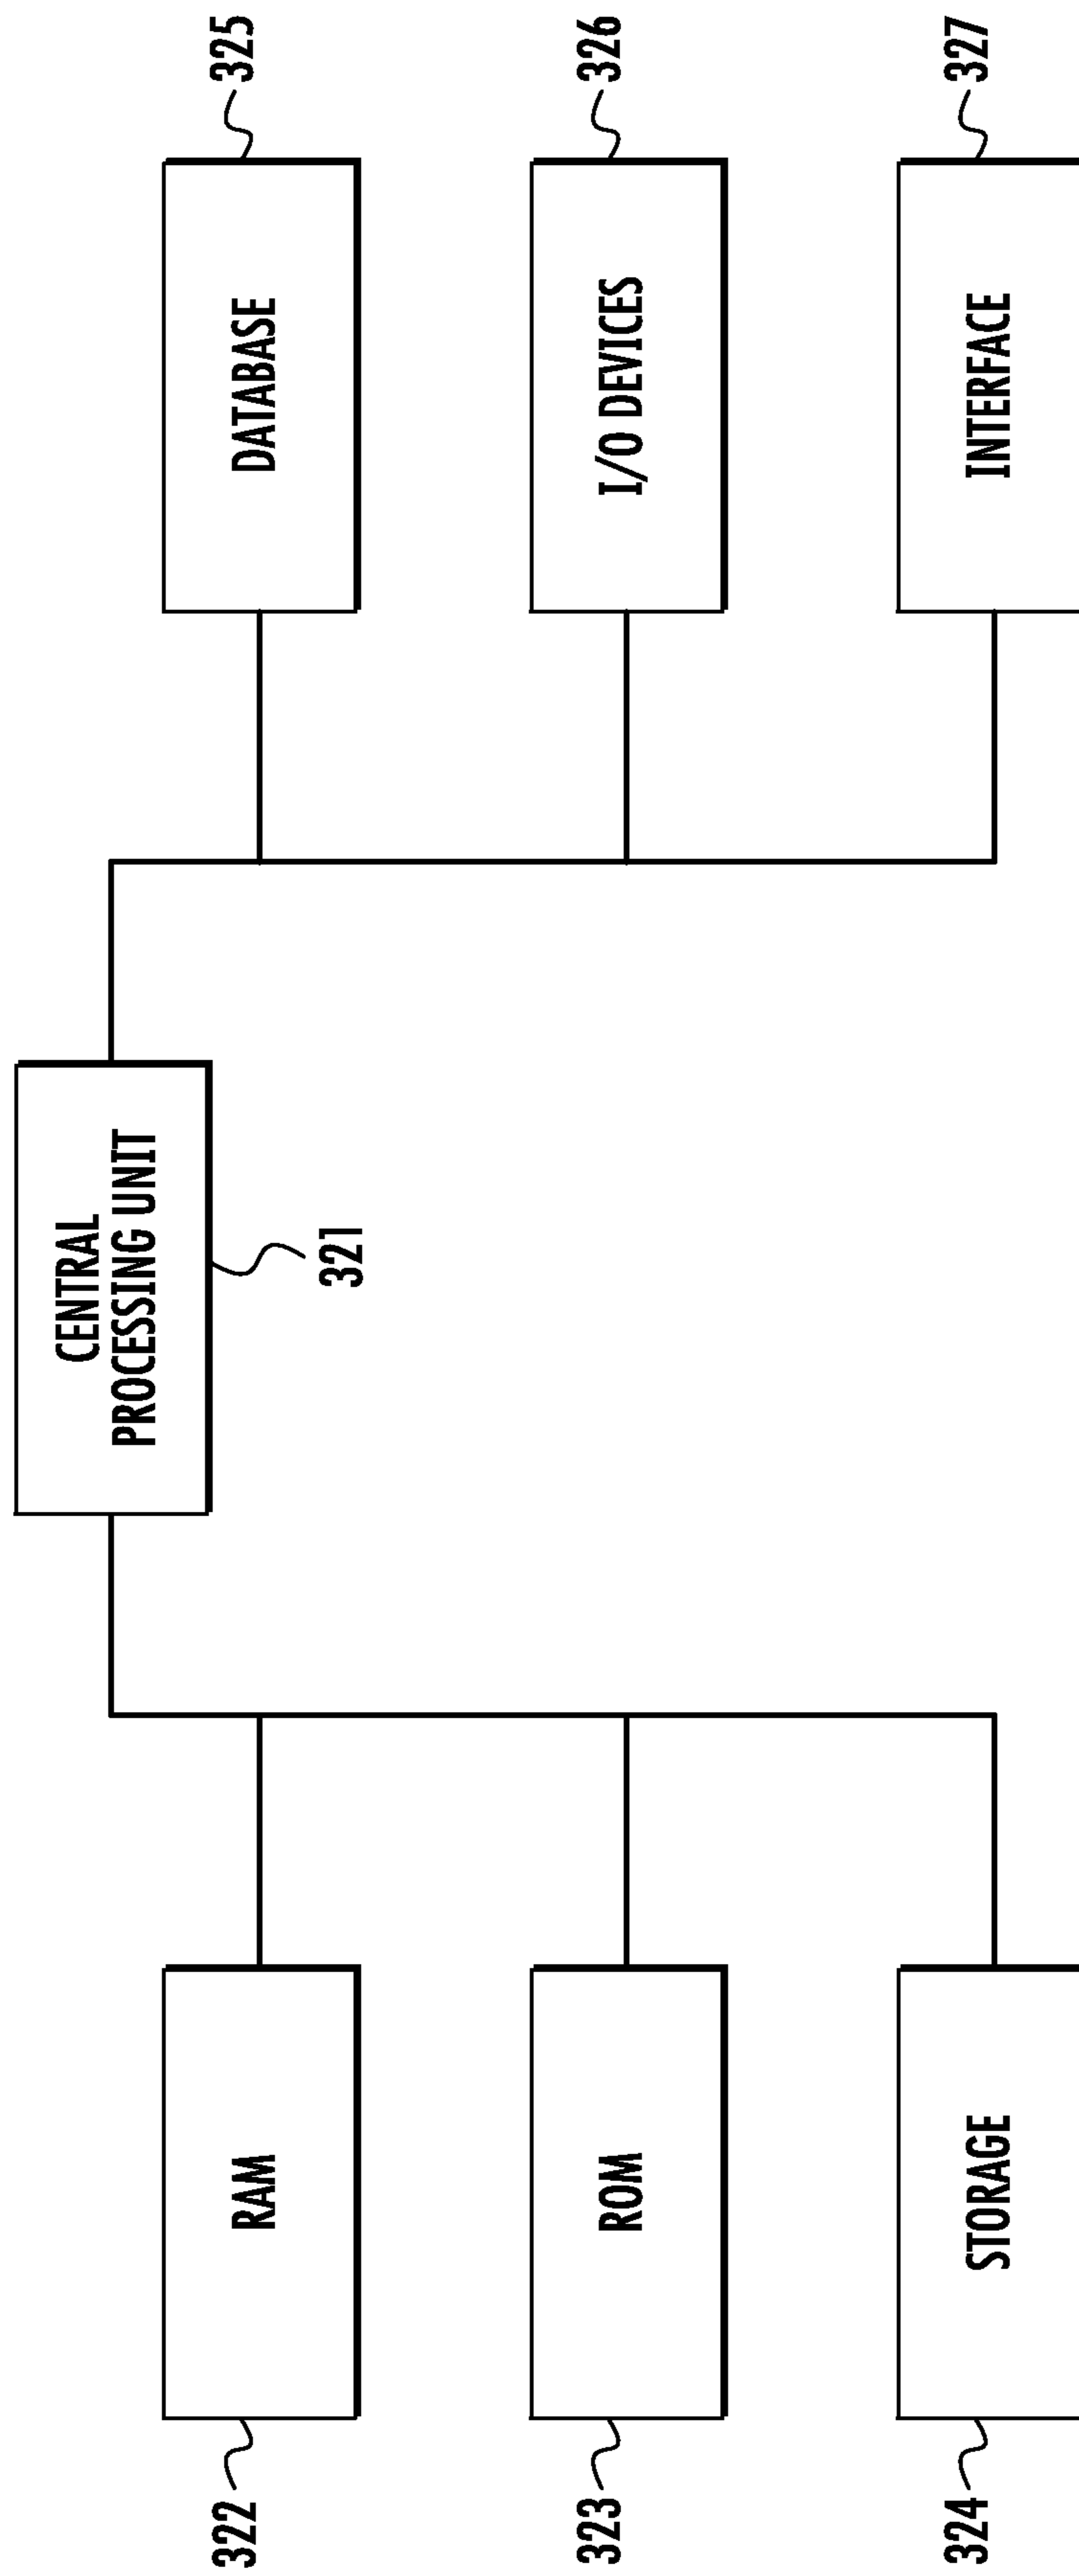 CENTRAL
PROCESSING UNIT
321
322
RAM
DATABASE
325
323
ROM
I/O DEVICES
326
324
STORAGE
INTERFACE
327